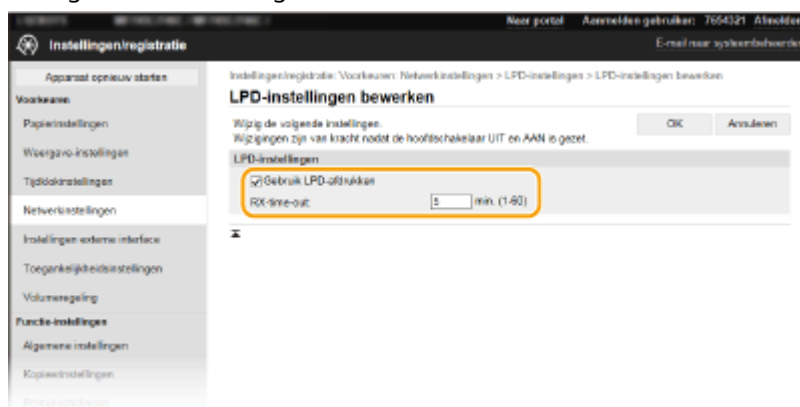 Naar portal Aanmelden gebruiker: 7654321 Afmelden
Instellingen/registratie
E-mail naar systeembeheerder
Apparaat opnieuw starten
Instellingen/registratie: Voorkeuren: Netwerkinstellingen > LPD-instellingen > LPD-instellingen bewerken
Voorkeuren
LPD-instellingen bewerken
Papierinstellingen
Wijzig de volgende instellingen.
OK Annuleren
Wijzigingen zijn van kracht nadat de hoofdschakelaar UIT en AAN is gezet.
Weergave-instellingen
LPD-instellingen
Tijdklokinstellingen
Gebruik LPD-afdrukken
Netwerkinstellingen
RX-time-out: 5 min. (1-60)
Instellingen externe interface
Toegankelijkheidsinstellingen
Volumeregeling
Functie-instellingen
Algemene instellingen
Kopieerinstellingen